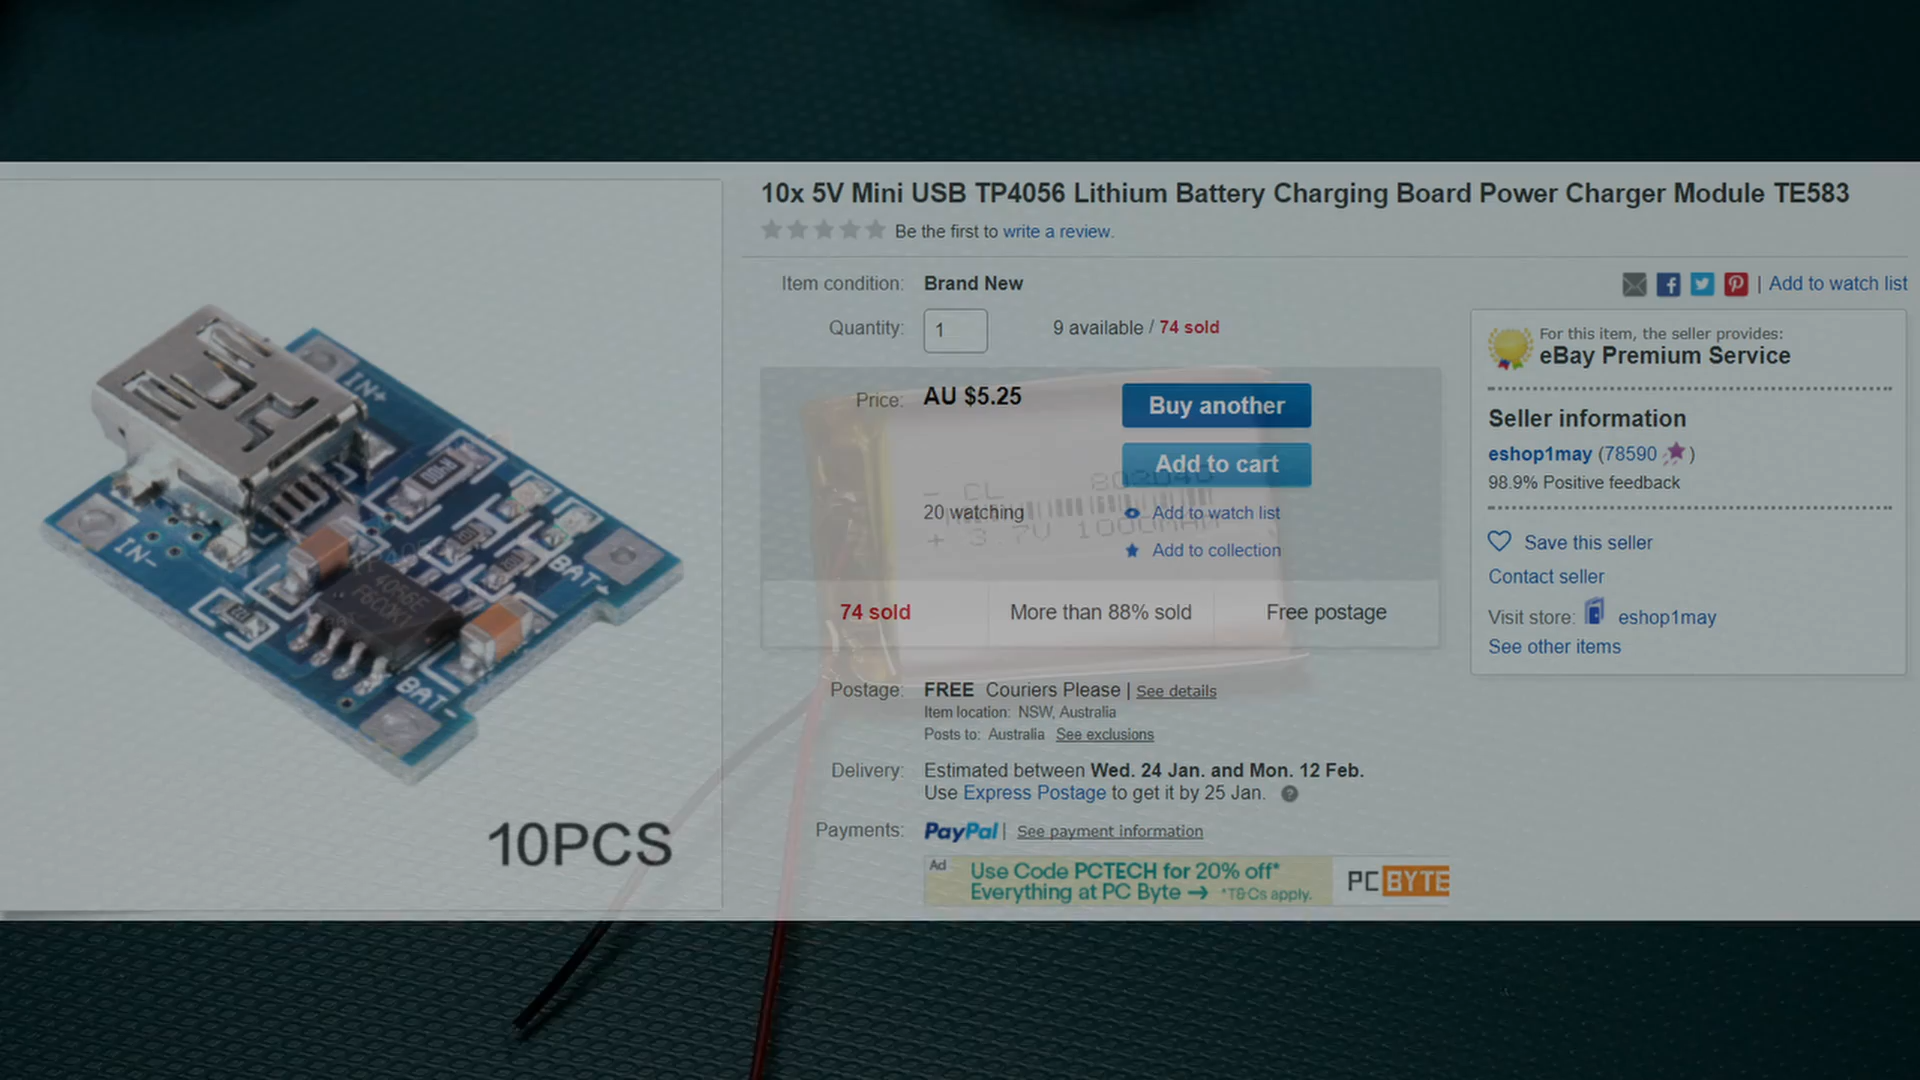 10x 5V Mini USB TP4056 Lithium Battery Charging Board Power Charger Module TE583
Be the first to write a review.
Item condition: Brand New
| Add to watch list
Quantity: 1 9 available / 74 sold
Price: AU $5.25
Buy another
Add to cart
20 watching
Add to watch list
Add to collection
74 sold More than 88% sold Free postage
Postage: FREE Couriers Please | See details
Item location: NSW, Australia
Posts to: Australia See exclusions
Delivery: Estimated between Wed. 24 Jan. and Mon. 12 Feb.
Use Express Postage to get it by 25 Jan. ?
Payments: PayPal | See payment information
Ad
Use Code PCTECH for 20% off*
Everything at PC Byte → *T&Cs apply.
PC BYTE
For this item, the seller provides:
eBay Premium Service
Seller information
eshop1may (78590 )
98.9% Positive feedback
Save this seller
Contact seller
Visit store: eshop1may
See other items
IN+
IN-
BAT+
BAT-
R100
4056E
10PCS
- CL 803040
+ 3.7V 1000MAH